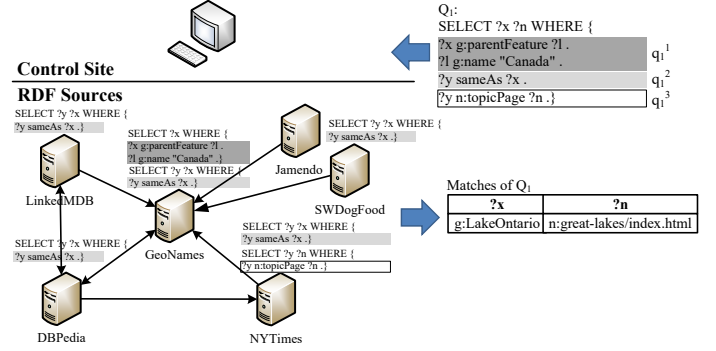 Q1:
SELECT ?x ?n WHERE {
?x g:parentFeature ?l .
?l g:name "Canada" .
q1^1
?y sameAs ?x .
q1^2
?y n:topicPage ?n .}
q1^3
Control Site
RDF Sources
SELECT ?y ?x WHERE {
?y sameAs ?x .}
LinkedMDB
SELECT ?x WHERE {
?x g:parentFeature ?l .
?l g:name "Canada" .}
SELECT ?y ?x WHERE {
?y sameAs ?x .}
GeoNames
Jamendo
SELECT ?y ?x WHERE {
?y sameAs ?x .}
SWDogFood
SELECT ?y ?x WHERE {
?y sameAs ?x .}
DBPedia
SELECT ?y ?x WHERE {
?y sameAs ?x .}
SELECT ?y ?n WHERE {
?y n:topicPage ?n .}
NYTimes
Matches of Q1
?x ?n
g:LakeOntario n:great-lakes/index.html